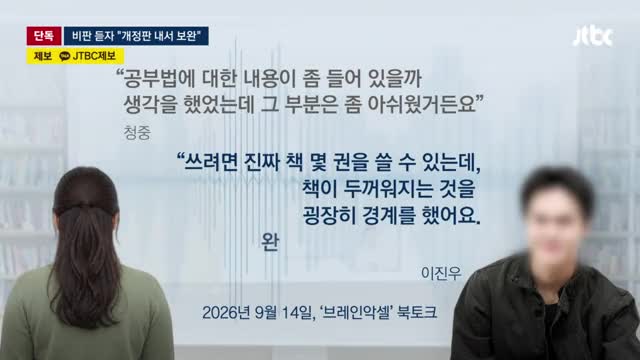 단독 비판 듣자 "개정판 내서 보완"
jtbc
제보 JTBC제보
“공부법에 대한 내용이 좀 들어 있을까
생각을 했었는데 그 부분은 좀 아쉬웠거든요”
청중
“쓰려면 진짜 책 몇 권을 쓸 수 있는데,
책이 두꺼워지는 것을
굉장히 경계를 했어요.
완
이진우
2026년 9월 14일, ‘브레인악셀’ 북토크